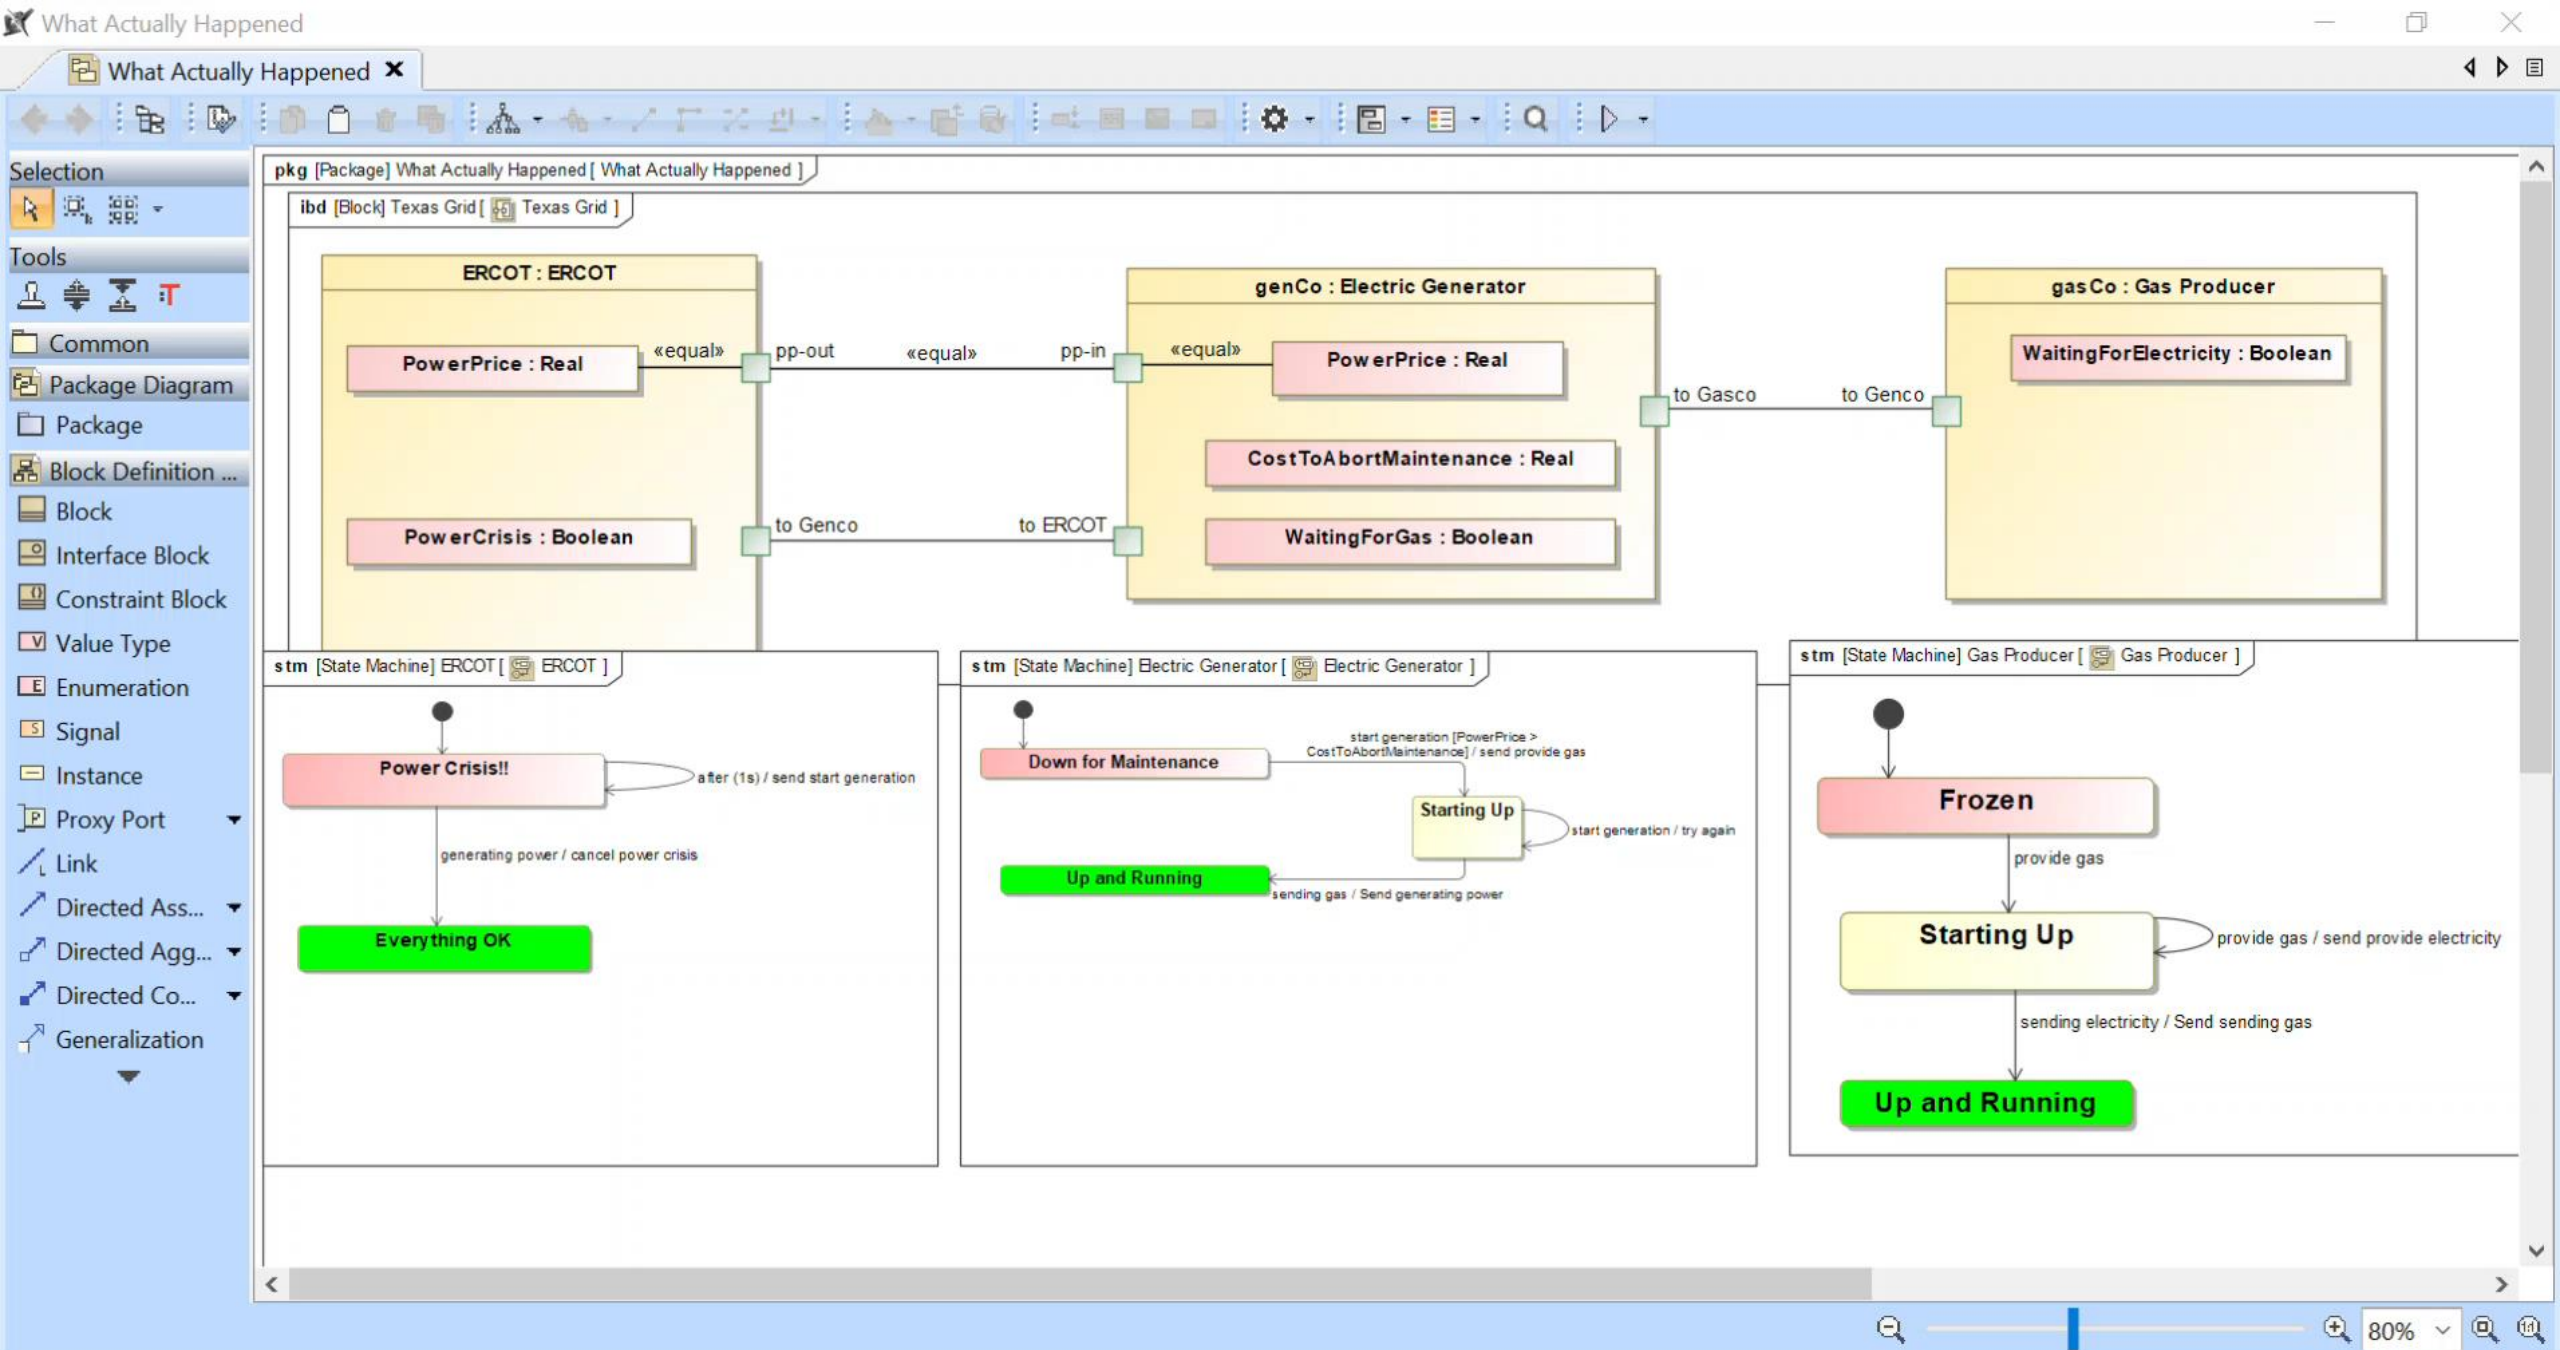 What Actually Happened
What Actually Happened
Selection
Tools
Common
Package Diagram
Package
Block Definition ...
Block
Interface Block
Constraint Block
Value Type
Enumeration
Signal
Instance
Proxy Port
Link
Directed Ass...
Directed Agg...
Directed Co...
Generalization
pkg [Package] What Actually Happened [ What Actually Happened ]
ibd [Block] Texas Grid [ Texas Grid ]
ERCOT : ERCOT
PowerPrice : Real
«equal»
pp-out
«equal»
pp-in
«equal»
PowerCrisis : Boolean
to Genco
to ERCOT
genCo : Electric Generator
PowerPrice : Real
CostToAbortMaintenance : Real
WaitingForGas : Boolean
to Gasco
to Genco
gasCo : Gas Producer
WaitingForElectricity : Boolean
stm [State Machine] ERCOT [ ERCOT ]
Power Crisis!!
after (1s) / send start generation
generating power / cancel power crisis
Everything OK
stm [State Machine] Electric Generator [ Electric Generator ]
Down for Maintenance
start generation [PowerPrice >
CostToAbortMaintenance] / send provide gas
Starting Up
start generation / try again
Up and Running
sending gas / Send generating power
stm [State Machine] Gas Producer [ Gas Producer ]
Frozen
provide gas
Starting Up
provide gas / send provide electricity
sending electricity / Send sending gas
Up and Running
80%